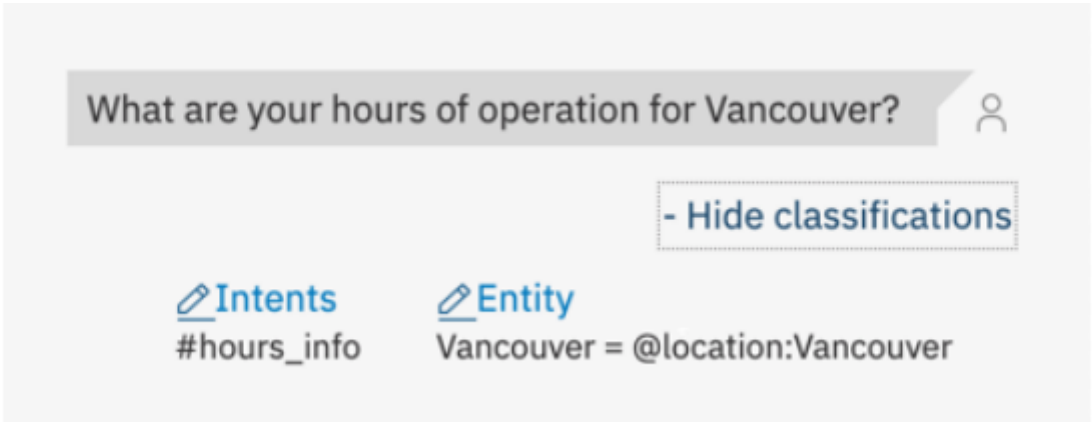 What are your hours of operation for Vancouver?
- Hide classifications
Intents Entity
#hours_info Vancouver = @location:Vancouver